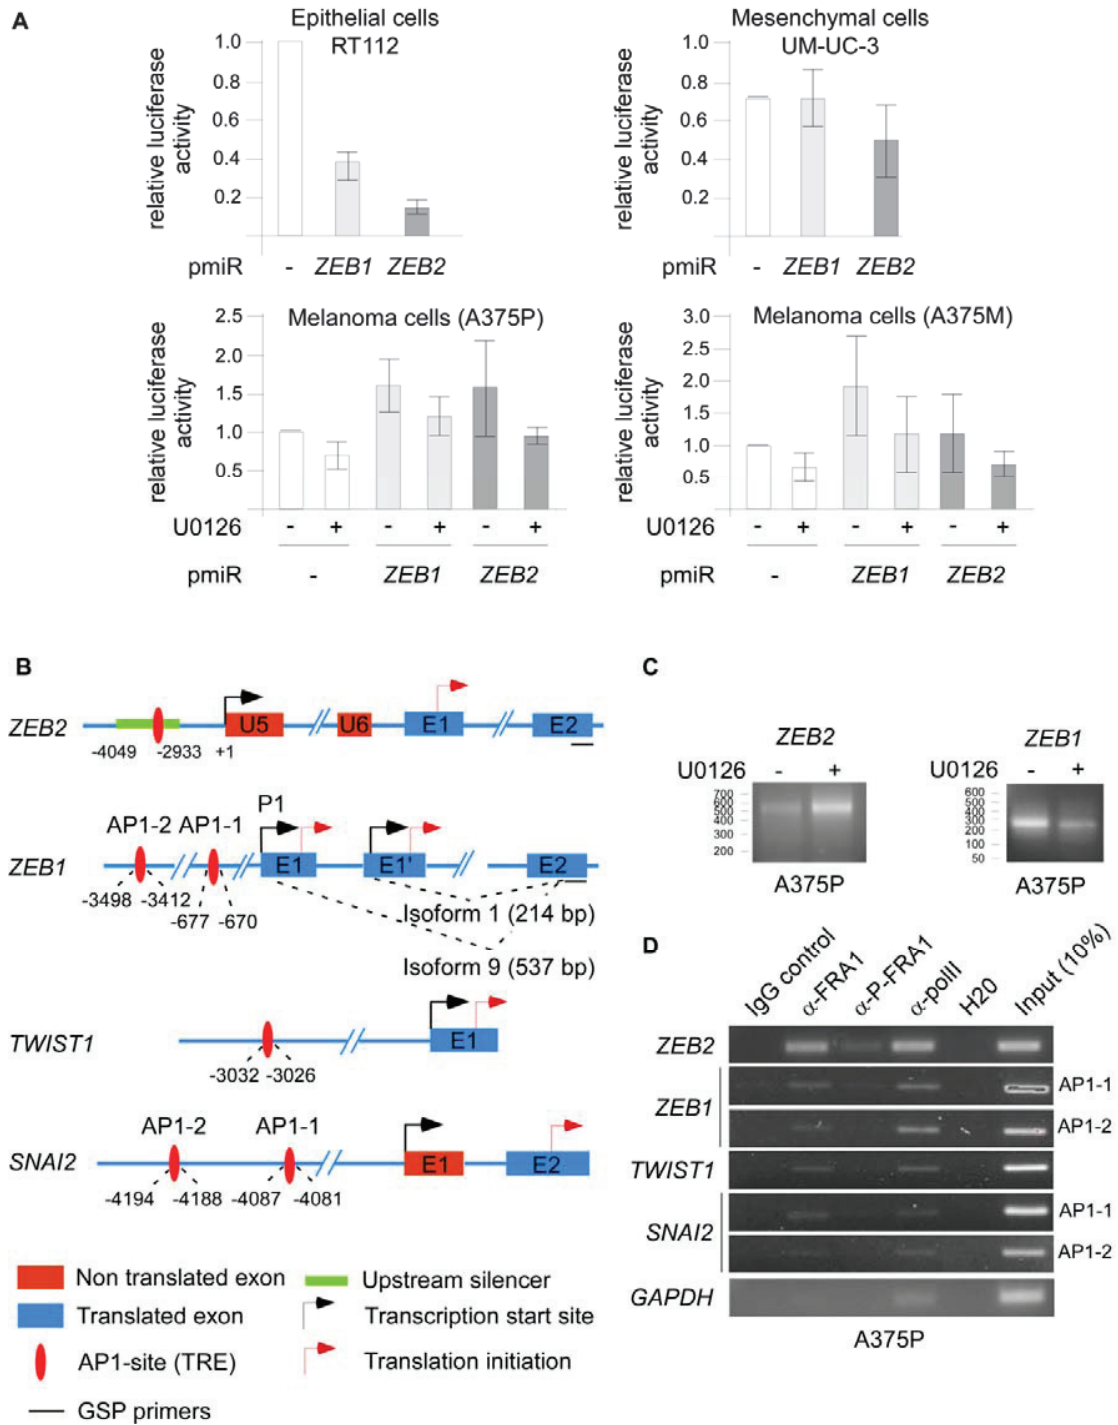 A
Epithelial cells
RT112
relative luciferase
activity
1.0
0.8
0.6
0.4
0.2
pmiR - ZEB1 ZEB2
Mesenchymal cells
UM-UC-3
relative luciferase
activity
1.0
0.8
0.6
0.4
0.2
pmiR - ZEB1 ZEB2
Melanoma cells (A375P)
relative luciferase
activity
2.5
2.0
1.5
1.0
0.5
U0126 - + - + - +
pmiR - ZEB1 ZEB2
Melanoma cells (A375M)
relative luciferase
activity
3.0
2.5
2.0
1.5
1.0
0.5
U0126 - + - + - +
pmiR - ZEB1 ZEB2
B
ZEB2 U5 U6 E1 E2
-4049 -2933 +1
P1
AP1-2 AP1-1
ZEB1 E1 E1' E2
-3498 -3412
-677 -670
Isoform 1 (214 bp)
Isoform 9 (537 bp)
TWIST1 E1
-3032 -3026
AP1-2 AP1-1
SNAI2 E1 E2
-4194 -4188 -4087 -4081
Non translated exon
Upstream silencer
Translated exon
Transcription start site
AP1-site (TRE)
Translation initiation
GSP primers
C
ZEB2
U0126 - +
700
600
500
400
300
200
A375P
ZEB1
U0126 - +
600
500
400
300
200
100
50
A375P
D
IgG control
α-FRA1
α-P-FRA1
α-polII
H20
Input (10%)
ZEB2
ZEB1
AP1-1
AP1-2
TWIST1
SNAI2
AP1-1
AP1-2
GAPDH
A375P